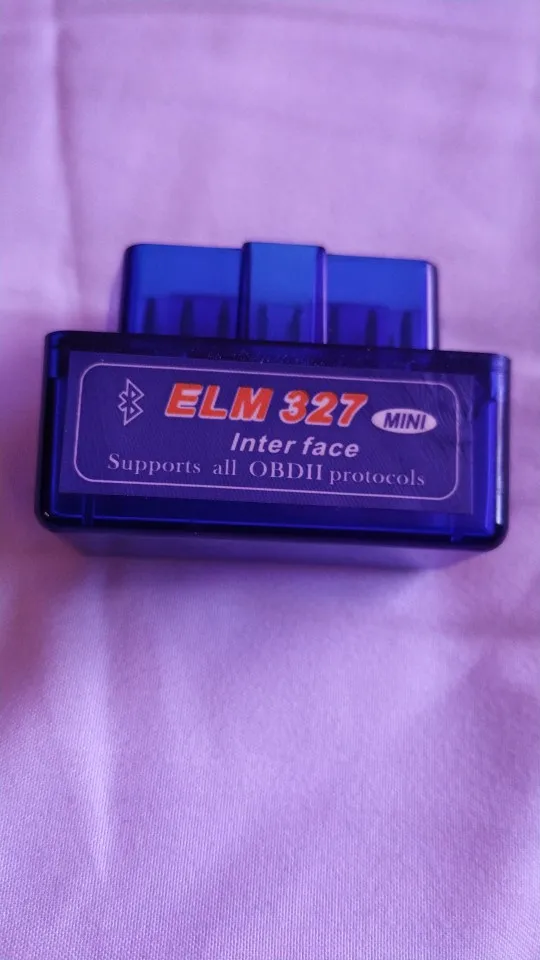 ELM 327 MINI
Inter face
Supports all OBDII protocols